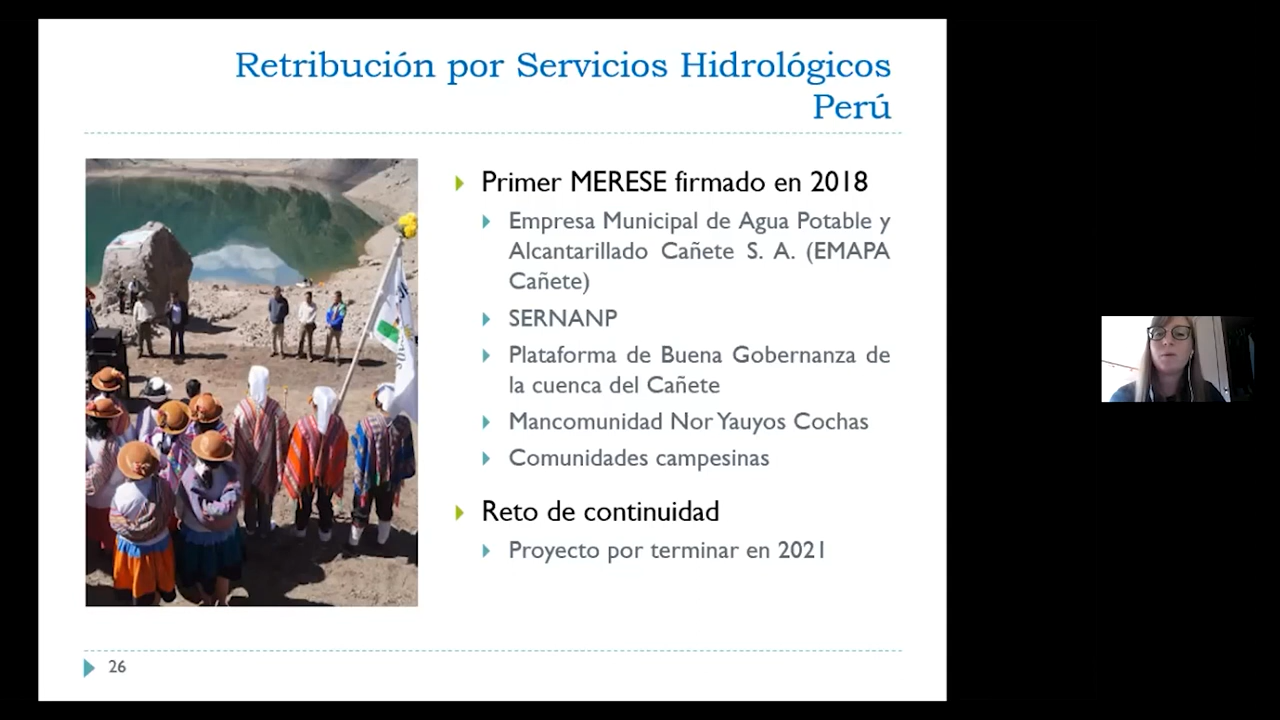 Retribución por Servicios Hidrológicos
Perú
Primer MERESE firmado en 2018
Empresa Municipal de Agua Potable y
Alcantarillado Cañete S. A. (EMAPA
Cañete)
SERNANP
Plataforma de Buena Gobernanza de
la cuenca del Cañete
Mancomunidad Nor Yauyos Cochas
Comunidades campesinas
Reto de continuidad
Proyecto por terminar en 2021
26